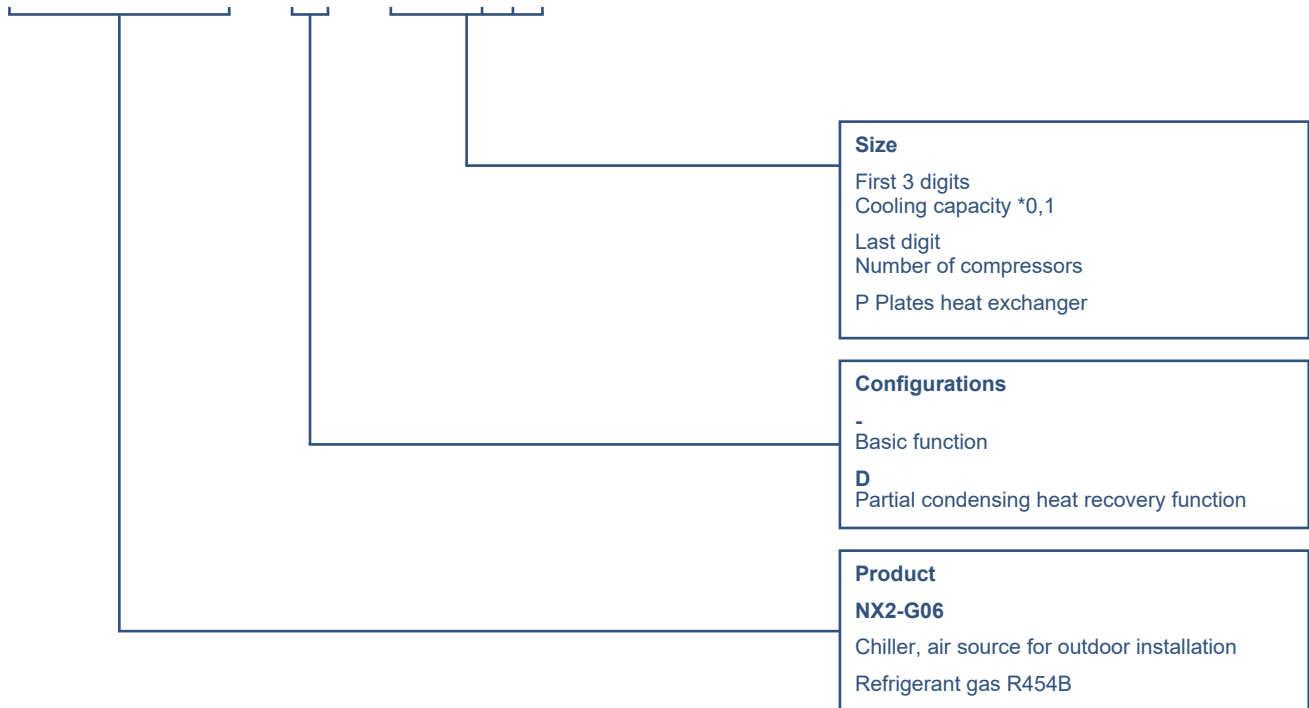 Size
First 3 digits
Cooling capacity *0,1
Last digit
Number of compressors
P Plates heat exchanger
Configurations
-
Basic function
D
Partial condensing heat recovery function
Product
NX2-G06
Chiller, air source for outdoor installation
Refrigerant gas R454B